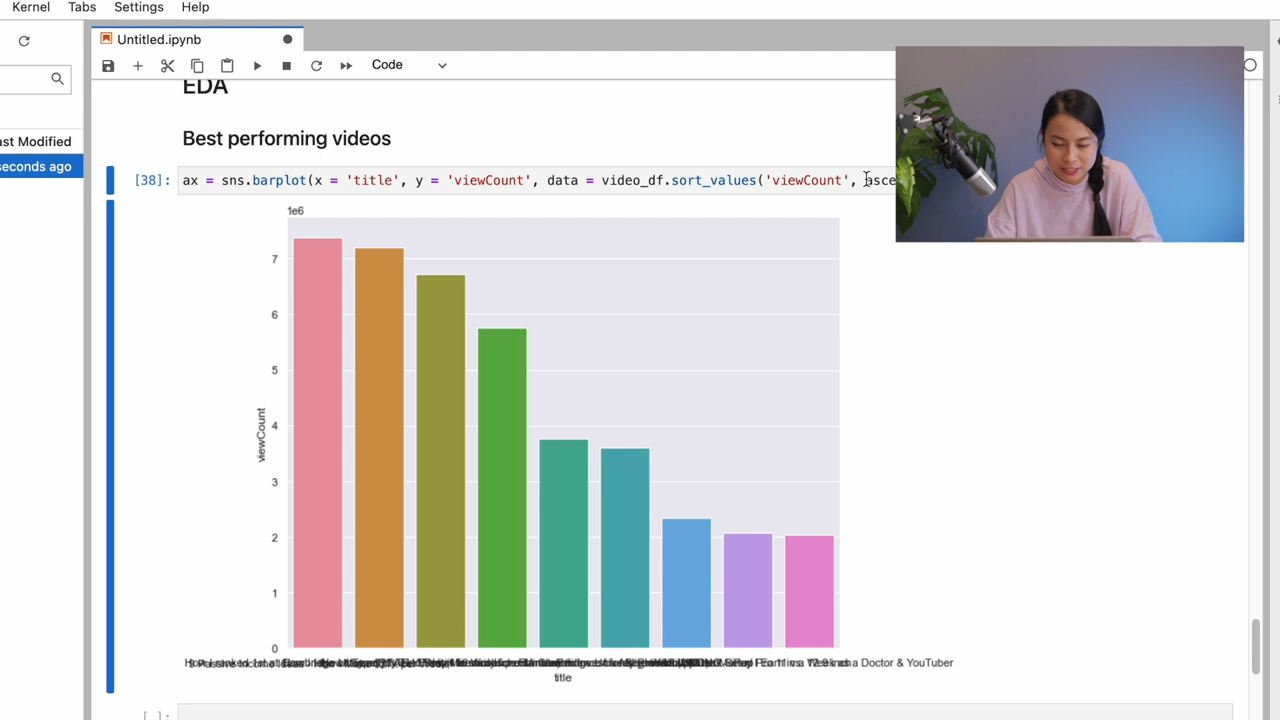 Kernel Tabs Settings Help
Untitled.ipynb
Code
ast Modified
seconds ago
EDA
Best performing videos
[38]: ax = sns.barplot(x = 'title', y = 'viewCount', data = video_df.sort_values('viewCount', asce
1e6
7
6
5
4
3
2
1
0
viewCount
a Doctor & YouTuber
title
[ ]: